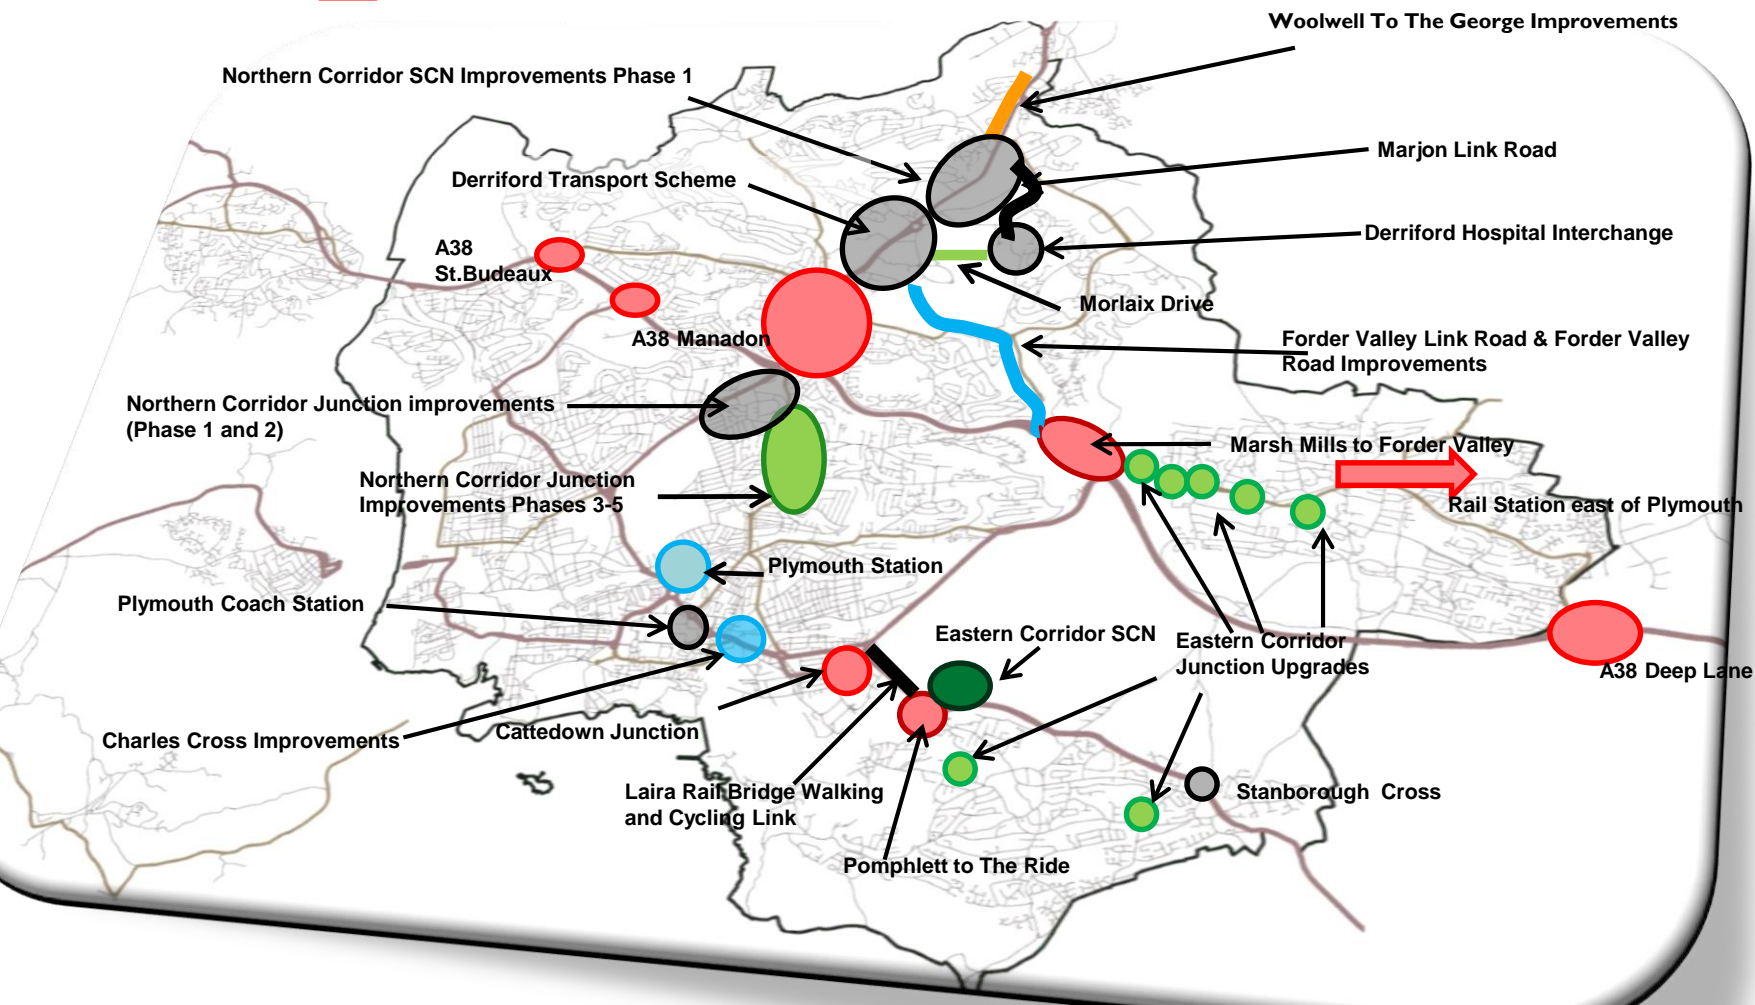 Woolwell To The George Improvements
Northern Corridor SCN Improvements Phase 1
Marjon Link Road
Derriford Transport Scheme
Derriford Hospital Interchange
A38
St.Budeaux
Morlaix Drive
A38 Manadon
Forder Valley Link Road & Forder Valley
Road Improvements
Northern Corridor Junction improvements
(Phase 1 and 2)
Marsh Mills to Forder Valley
Northern Corridor Junction
Improvements Phases 3-5
Rail Station east of Plymouth
Plymouth Station
Plymouth Coach Station
Eastern Corridor SCN
Eastern Corridor
Junction Upgrades
A38 Deep Lane
Charles Cross Improvements
Cattedown Junction
Laira Rail Bridge Walking
and Cycling Link
Stanborough Cross
Pomphlett to The Ride